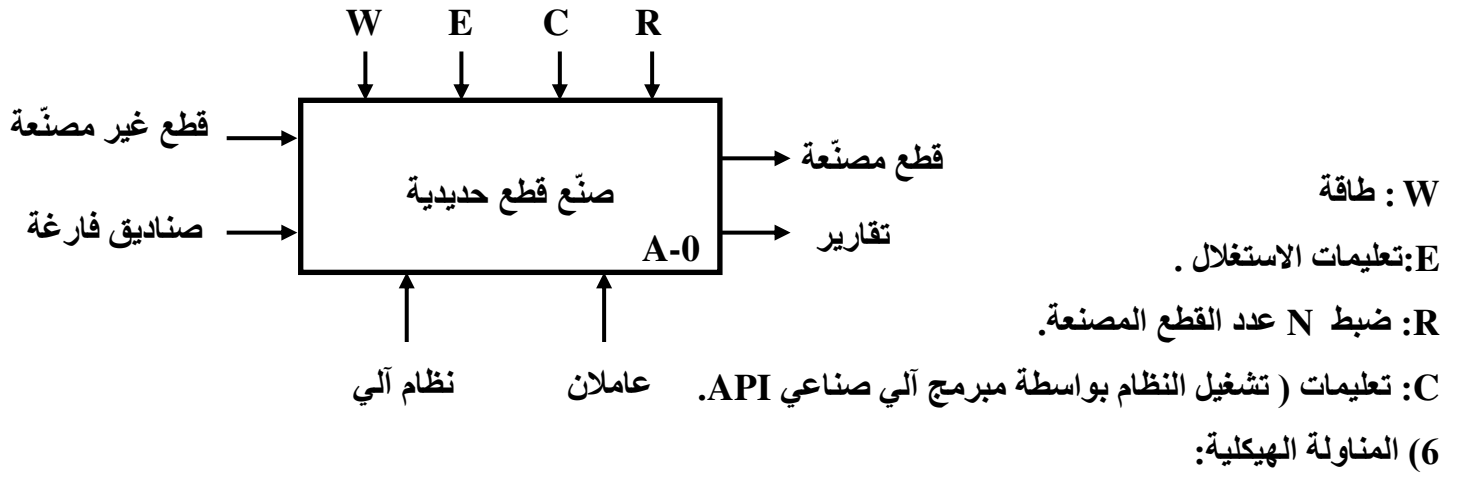 W E C R
قطع غير مصنّعة
قطع مصنّعة
صنّع قطع حديدية
صناديق فارغة
تقارير
A-0
نظام آلي
عاملان
W : طاقة
E:تعليمات الاستغلال .
R: ضبط N عدد القطع المصنعة.
C: تعليمات ( تشغيل النظام بواسطة مبرمج آلي صناعي API.
6) المناولة الهيكلية: